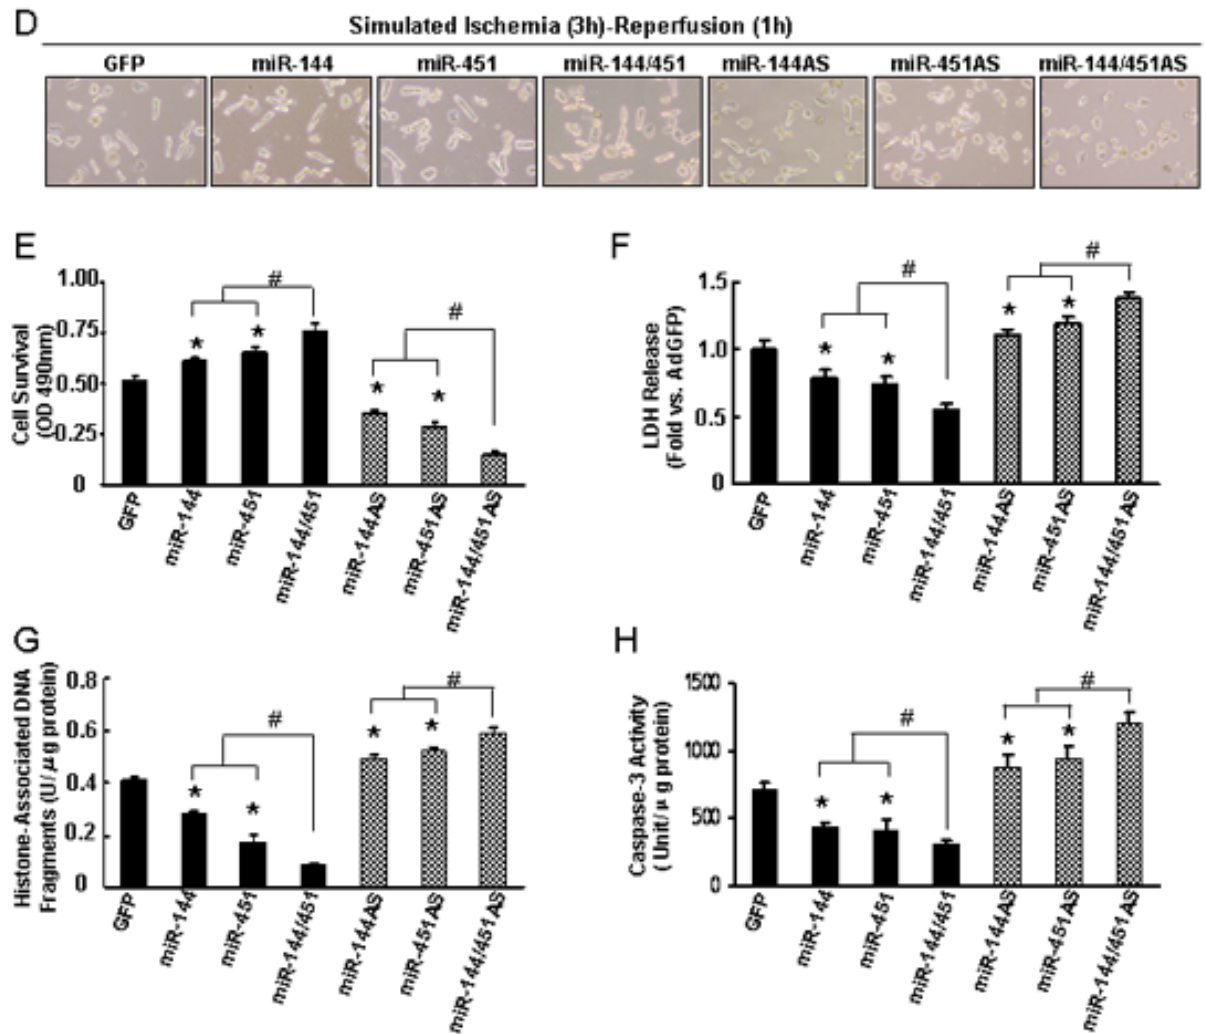 D
Simulated Ischemia (3h)-Reperfusion (1h)
GFP miR-144 miR-451 miR-144/451 miR-144AS miR-451AS miR-144/451AS
E
Cell Survival
(OD 490nm)
1.00
0.75
0.50
0.25
0
#
#
* * * *
GFP
miR-144
miR-451
miR-144/451
miR-144AS
miR-451AS
miR-144/451AS
F
LDH Release
(Fold vs. AdGFP)
1.5
1.0
0.5
0
#
#
* * * *
GFP
miR-144
miR-451
miR-144/451
miR-144AS
miR-451AS
miR-144/451AS
G
Histone-Associated DNA
Fragments (U/ μg protein)
0.8
0.6
0.4
0.2
0
#
#
* * * *
GFP
miR-144
miR-451
miR-144/451
miR-144AS
miR-451AS
miR-144/451AS
H
Caspase-3 Activity
( Unit/ μg protein)
1500
1000
500
0
#
#
* * * *
GFP
miR-144
miR-451
miR-144/451
miR-144AS
miR-451AS
miR-144/451AS